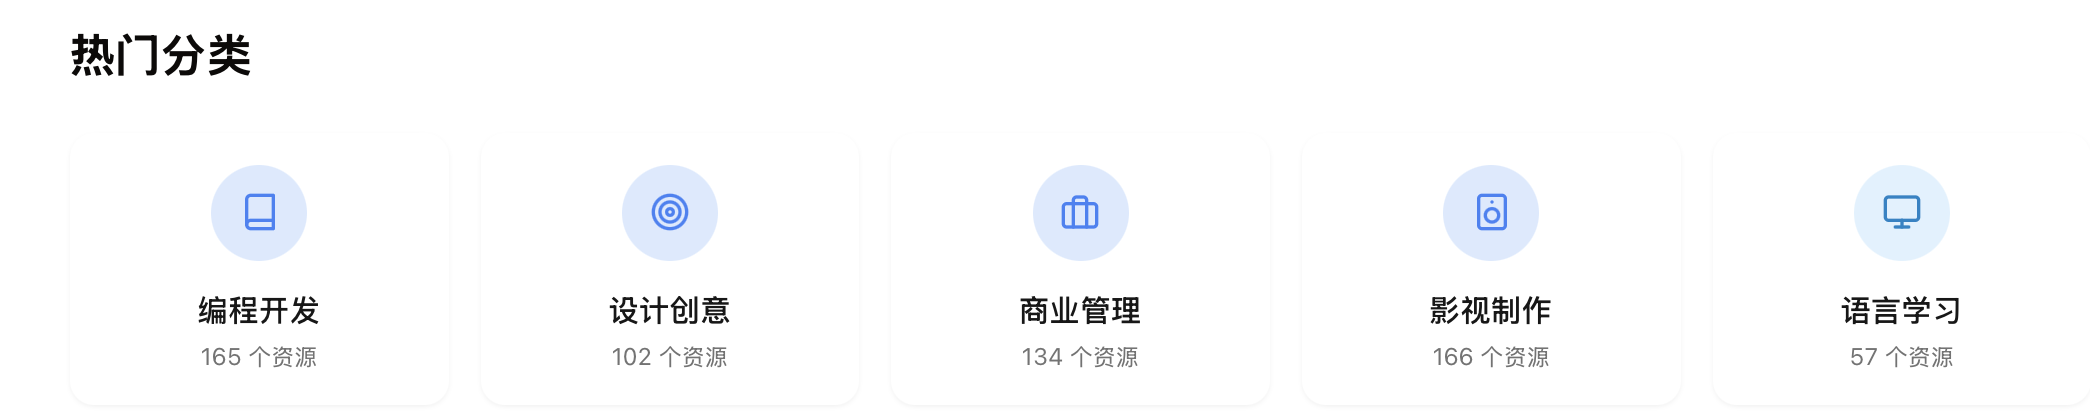 热门分类
编程开发
165 个资源
设计创意
102 个资源
商业管理
134 个资源
影视制作
166 个资源
语言学习
57 个资源